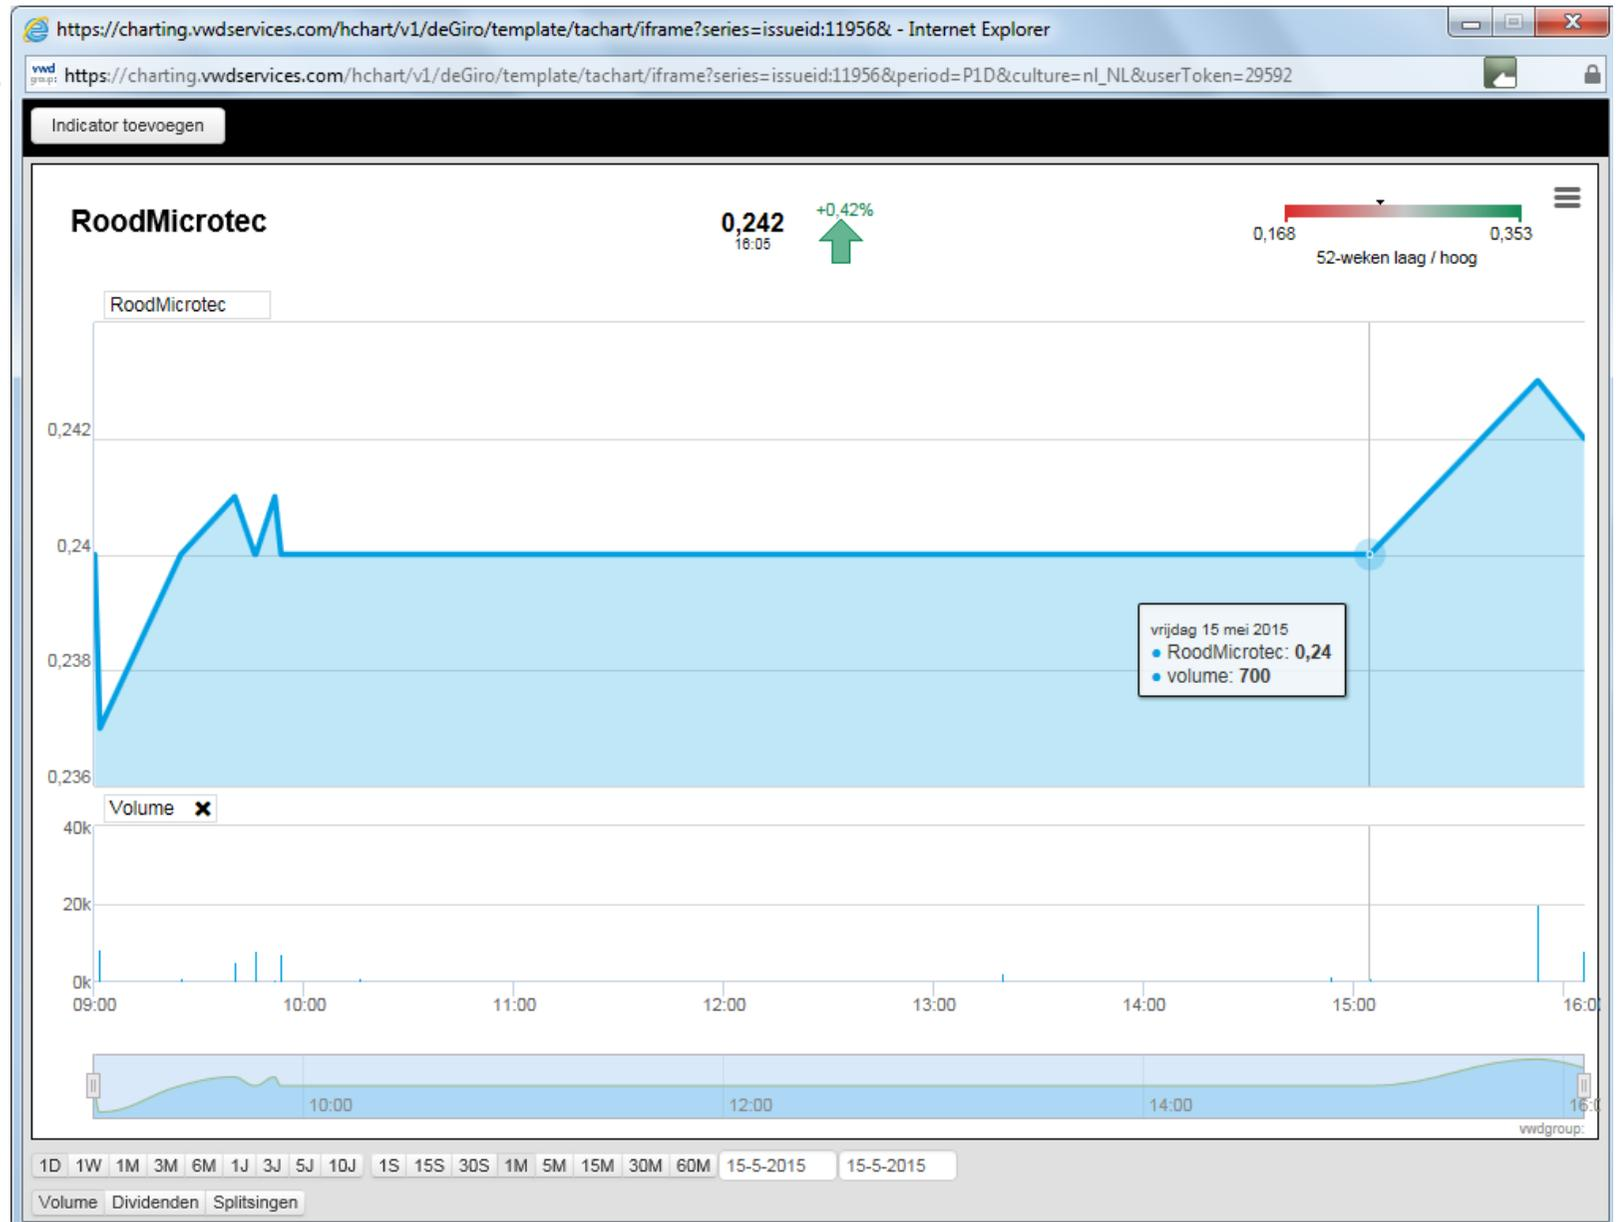 https://charting.vwdservices.com/hchart/v1/deGiro/template/tachart/iframe?series=issueid:11956& - Internet Explorer
vwd group: https://charting.vwdservices.com/hchart/v1/deGiro/template/tachart/iframe?series=issueid:11956&period=P1D&culture=nl_NL&userToken=29592
Indicator toevoegen
RoodMicrotec
0,242
16:05
+0,42%
0,168 0,353
52-weken laag / hoog
RoodMicrotec
0,242
0,24
0,238
0,236
vrijdag 15 mei 2015
● RoodMicrotec: 0,24
● volume: 700
Volume ✖
40k
20k
0k
09:00 10:00 11:00 12:00 13:00 14:00 15:00 16:0
10:00 12:00 14:00 16:0
vwdgroup:
1D 1W 1M 3M 6M 1J 3J 5J 10J 1S 15S 30S 1M 5M 15M 30M 60M 15-5-2015 15-5-2015
Volume Dividenden Splitsingen